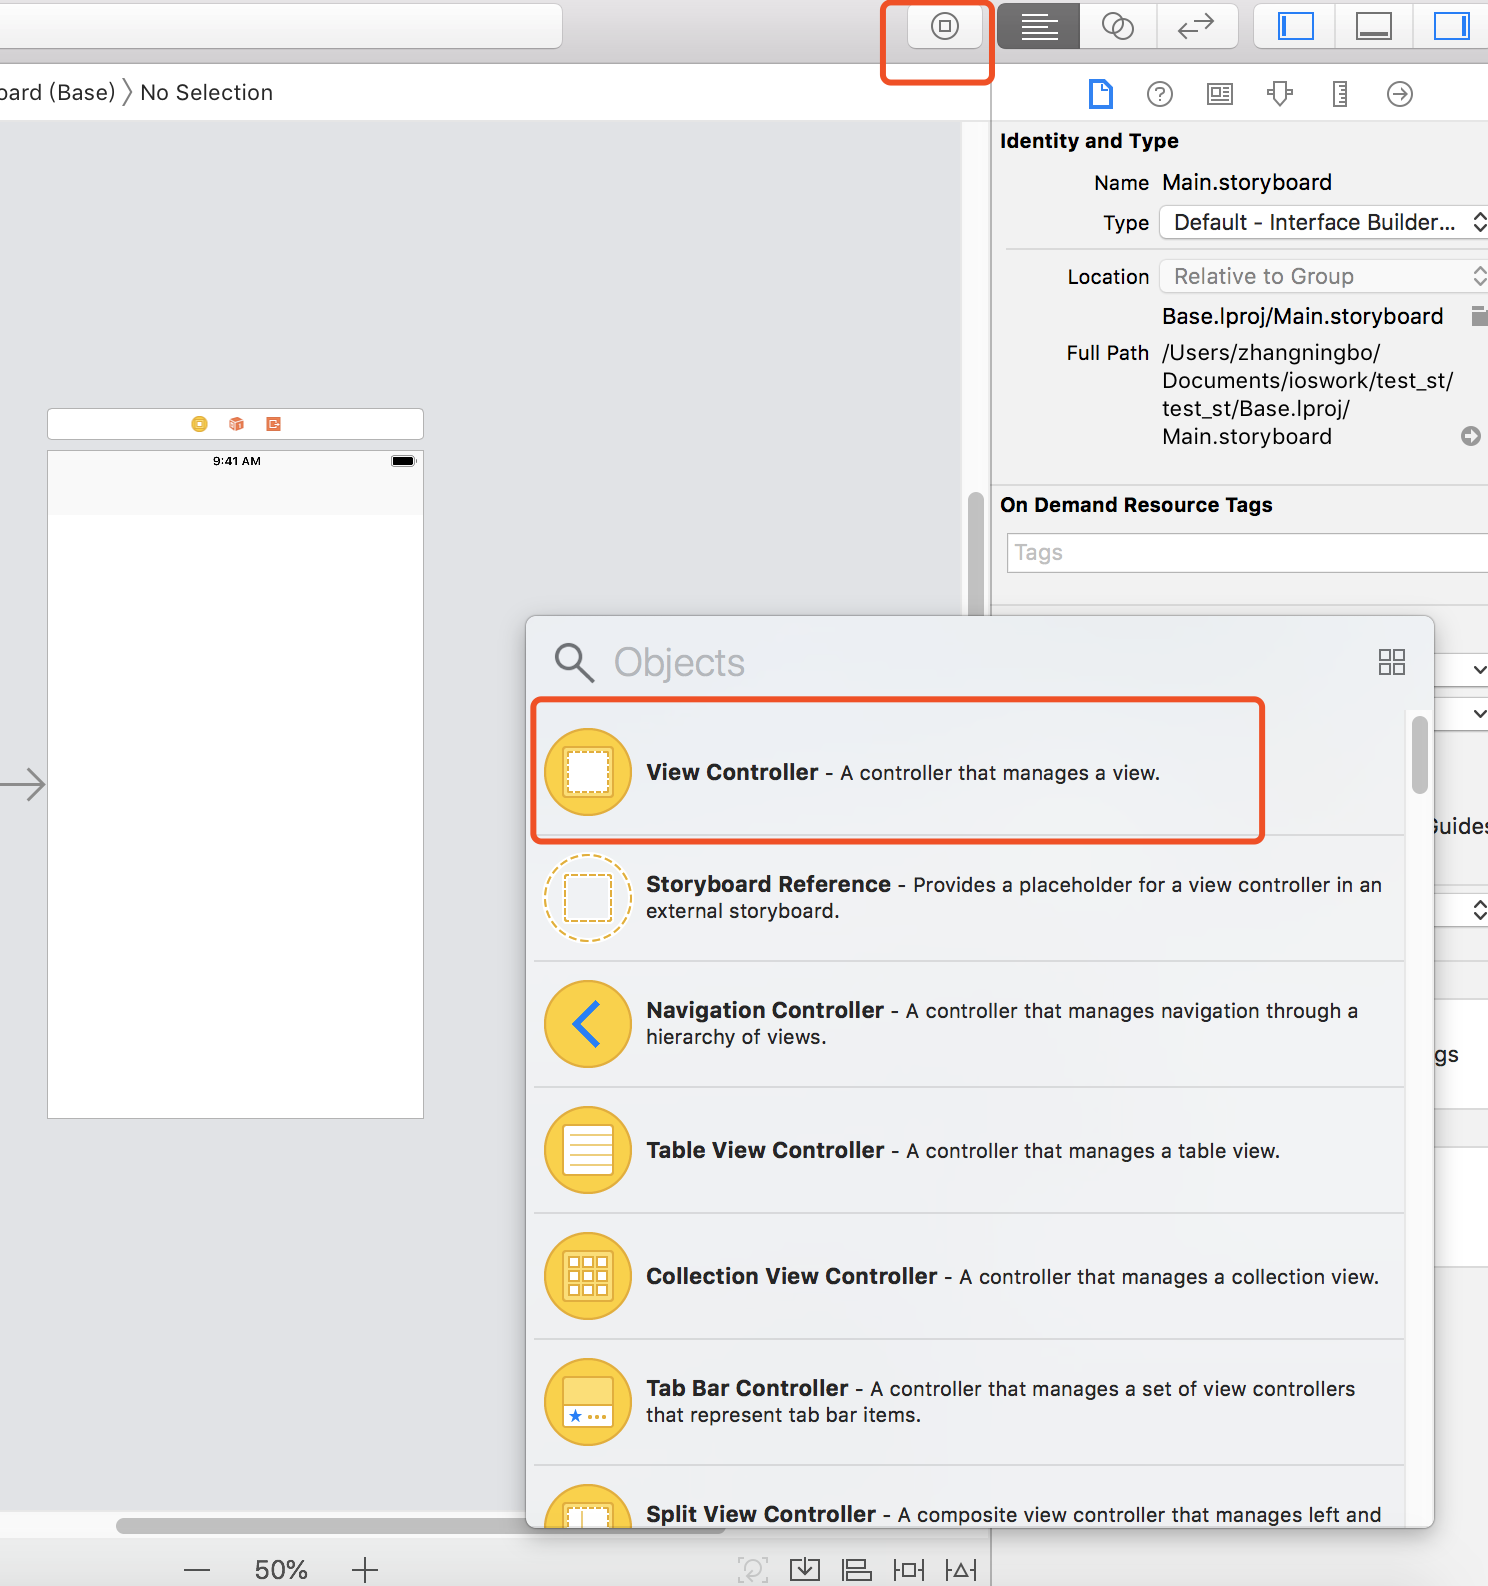 oard (Base) 〉 No Selection
Identity and Type
Name Main.storyboard
Type Default - Interface Builder...
Location Relative to Group
Base.lproj/Main.storyboard
Full Path /Users/zhangningbo/
Documents/ioswork/test_st/
test_st/Base.lproj/
Main.storyboard
On Demand Resource Tags
Tags
9:41 AM
Objects
View Controller - A controller that manages a view.
Storyboard Reference - Provides a placeholder for a view controller in an
external storyboard.
Navigation Controller - A controller that manages navigation through a
hierarchy of views.
Table View Controller - A controller that manages a table view.
Collection View Controller - A controller that manages a collection view.
Tab Bar Controller - A controller that manages a set of view controllers
that represent tab bar items.
Split View Controller - A composite view controller that manages left and
Guides
gs
50%